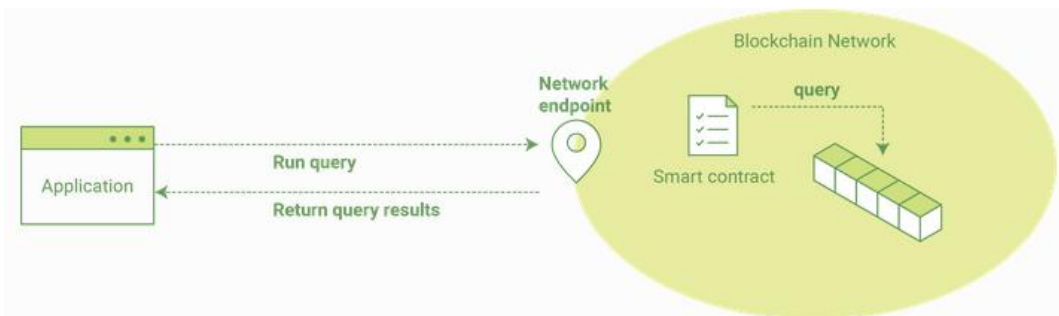 Blockchain Network
Network
endpoint
query
Application
Run query
Smart contract
Return query results